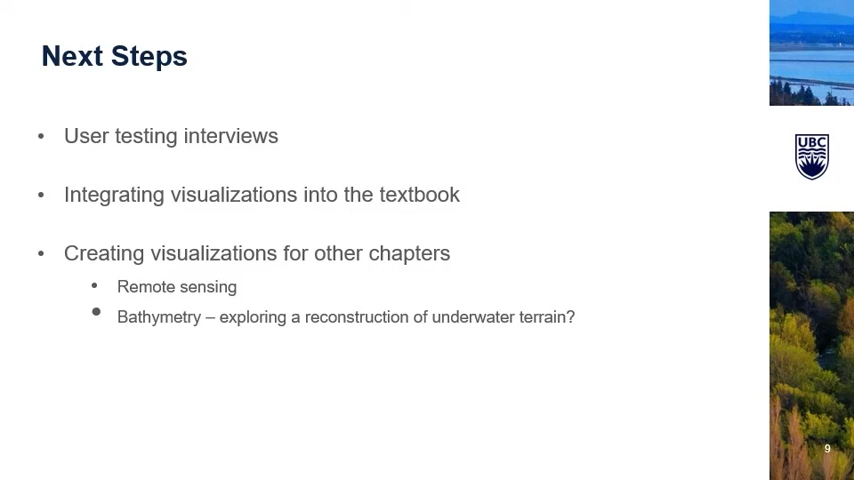 Next Steps
• User testing interviews
• Integrating visualizations into the textbook
• Creating visualizations for other chapters
• Remote sensing
• Bathymetry – exploring a reconstruction of underwater terrain?
UBC
9